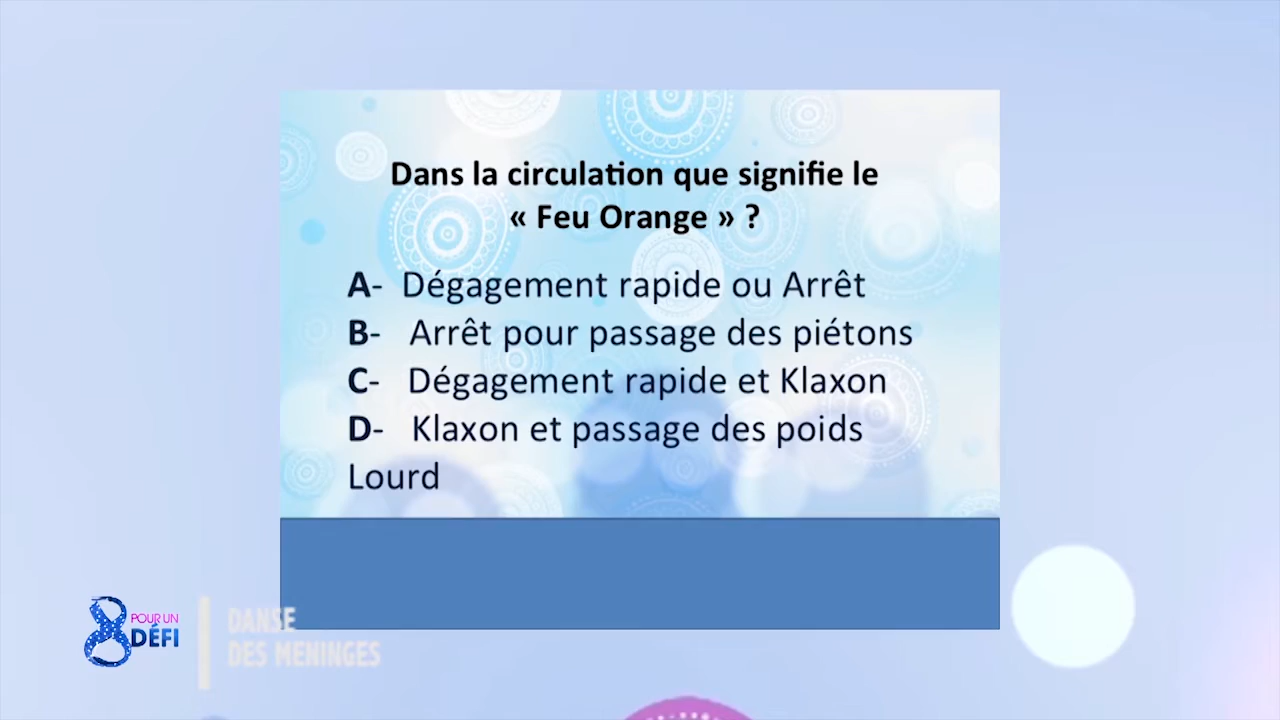 Dans la circulation que signifie le
« Feu Orange » ?
A- Dégagement rapide ou Arrêt
B- Arrêt pour passage des piétons
C- Dégagement rapide et Klaxon
D- Klaxon et passage des poids
Lourd
8 POUR UN
DÉFI
DANSE
DES MENINGES